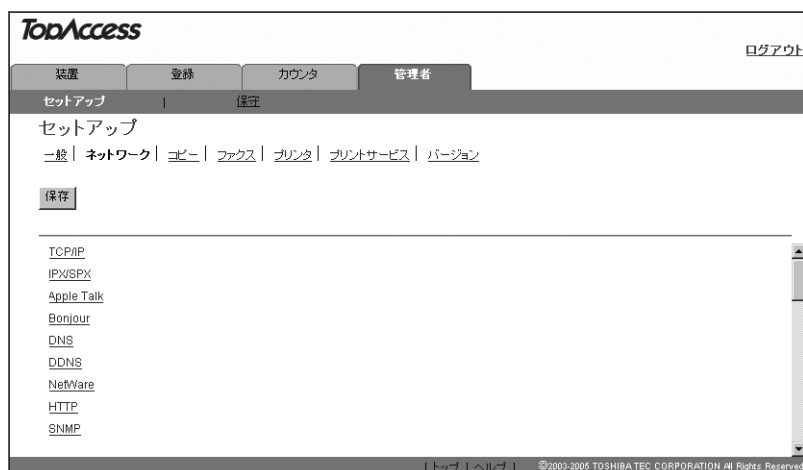 TopAccess
ログアウト
装置 登録 カウンタ 管理者
セットアップ | 保守
セットアップ
一般 | ネットワーク | コピー | ファクス | プリンタ | プリントサービス | バージョン
保存
TCP/IP
IPX/SPX
Apple Talk
Bonjour
DNS
DDNS
NetWare
HTTP
SNMP
| トップ | ヘルプ | ©2003-2005 TOSHIBA TEC CORPORATION All Rights Reserved